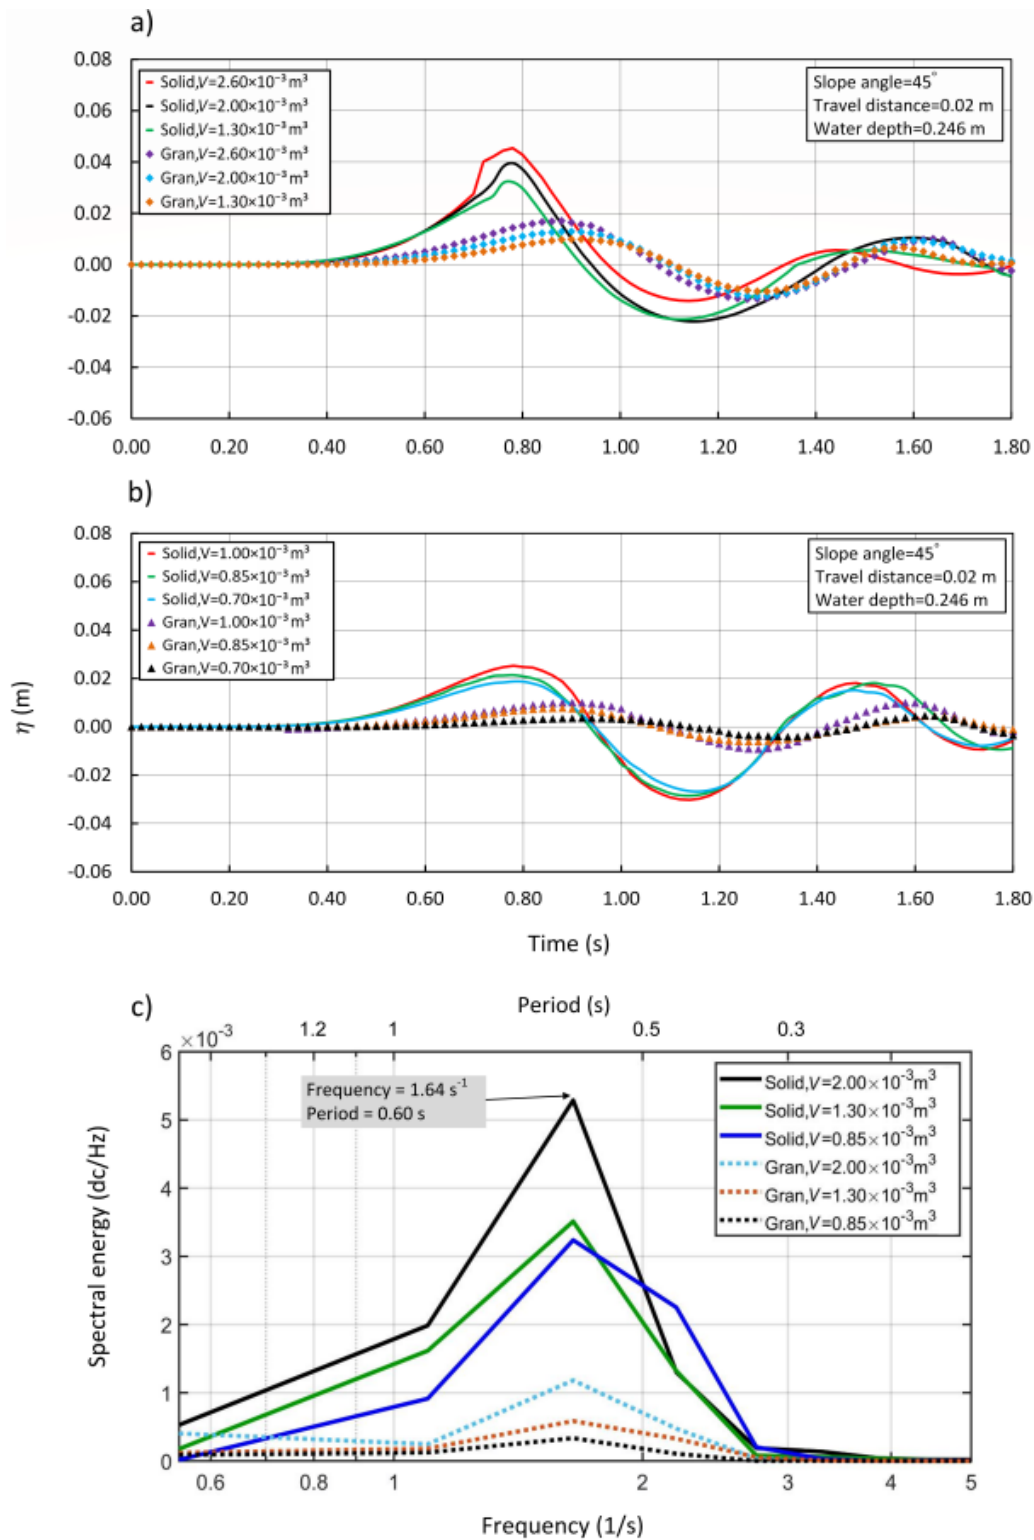 a)
0.08
0.06
0.04
0.02
0.00
-0.02
-0.04
-0.06
Solid,V=2.60×10⁻³m³
Solid,V=2.00×10⁻³m³
Solid,V=1.30×10⁻³m³
Gran,V=2.60×10⁻³m³
Gran,V=2.00×10⁻³m³
Gran,V=1.30×10⁻³m³
Slope angle=45°
Travel distance=0.02 m
Water depth=0.246 m
0.00 0.20 0.40 0.60 0.80 1.00 1.20 1.40 1.60 1.80
b)
0.08
0.06
0.04
0.02
0.00
-0.02
-0.04
-0.06
η (m)
Solid,V=1.00×10⁻³m³
Solid,V=0.85×10⁻³m³
Solid,V=0.70×10⁻³m³
Gran,V=1.00×10⁻³m³
Gran,V=0.85×10⁻³m³
Gran,V=0.70×10⁻³m³
Slope angle=45°
Travel distance=0.02 m
Water depth=0.246 m
0.00 0.20 0.40 0.60 0.80 1.00 1.20 1.40 1.60 1.80
Time (s)
c)
Period (s)
1.2 1 0.5 0.3
×10⁻³
6
5
4
3
2
1
0
Spectral energy (dc/Hz)
Frequency = 1.64 s⁻¹
Period = 0.60 s
Solid,V=2.00×10⁻³m³
Solid,V=1.30×10⁻³m³
Solid,V=0.85×10⁻³m³
Gran,V=2.00×10⁻³m³
Gran,V=1.30×10⁻³m³
Gran,V=0.85×10⁻³m³
0.6 0.8 1 2 3 4 5
Frequency (1/s)